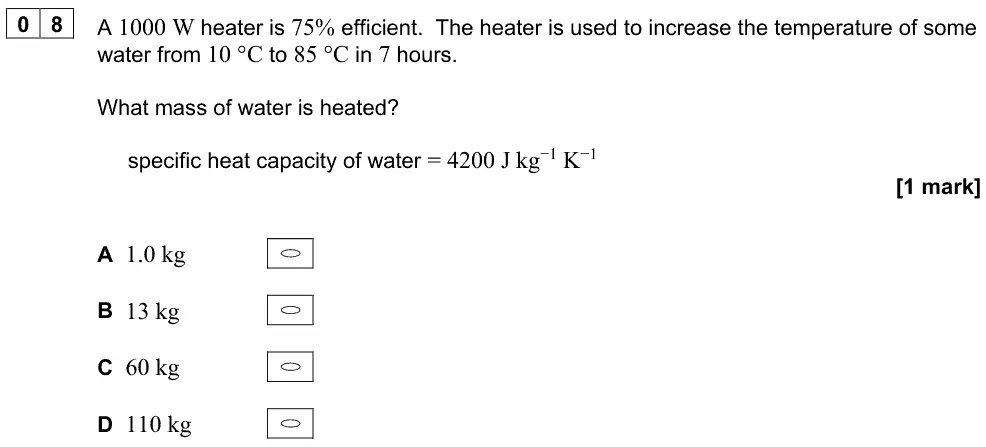 0 8 A 1000 W heater is 75% efficient. The heater is used to increase the temperature of some
water from 10 °C to 85 °C in 7 hours.
What mass of water is heated?
specific heat capacity of water = 4200 J kg⁻¹ K⁻¹
[1 mark]
A 1.0 kg
B 13 kg
C 60 kg
D 110 kg